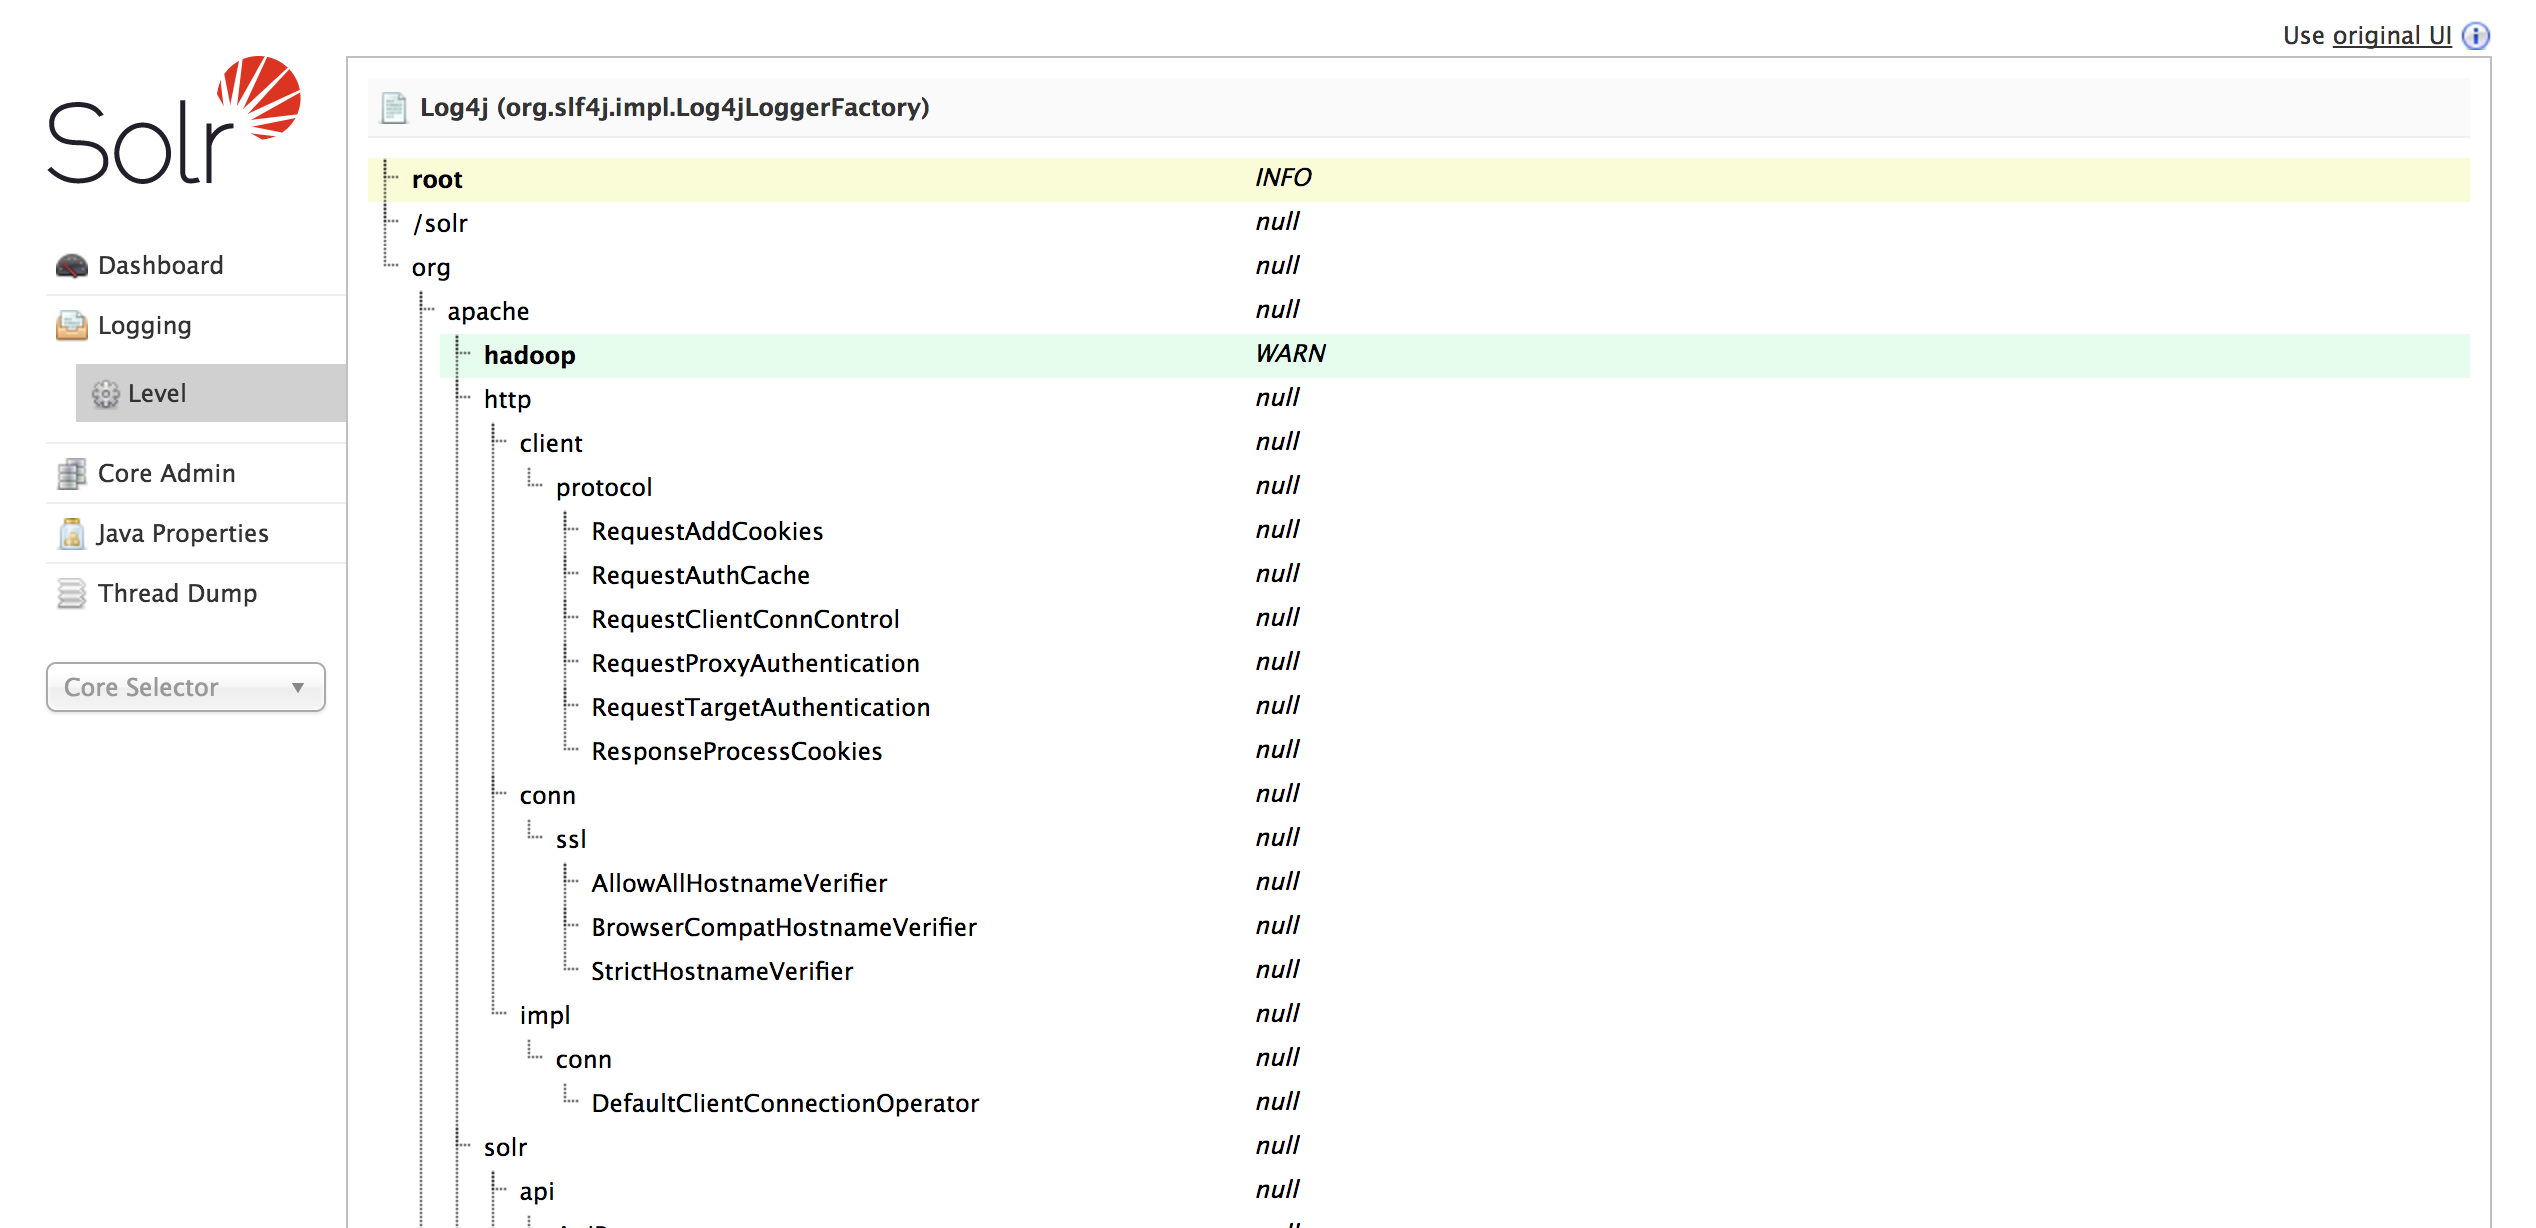 Use original UI
Solr
Dashboard
Logging
Level
Core Admin
Java Properties
Thread Dump
Core Selector
Log4j (org.slf4j.impl.Log4jLoggerFactory)
root INFO
/solr null
org null
apache null
hadoop WARN
http null
client null
protocol null
RequestAddCookies null
RequestAuthCache null
RequestClientConnControl null
RequestProxyAuthentication null
RequestTargetAuthentication null
ResponseProcessCookies null
conn null
ssl null
AllowAllHostnameVerifier null
BrowserCompatHostnameVerifier null
StrictHostnameVerifier null
impl null
conn null
DefaultClientConnectionOperator null
solr null
api null